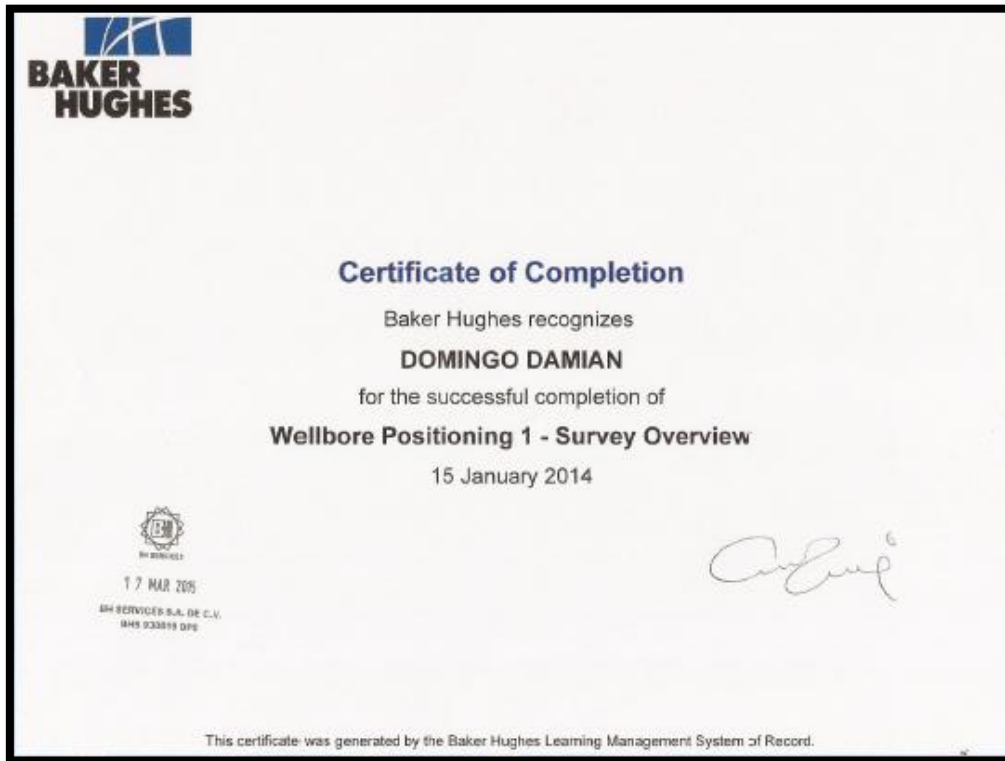 BAKER
HUGHES
Certificate of Completion
Baker Hughes recognizes
DOMINGO DAMIAN
for the successful completion of
Wellbore Positioning 1 - Survey Overview
15 January 2014
BH SERVICES
17 MAR 2015
BH SERVICES S.A. DE C.V.
This certificate was generated by the Baker Hughes Learning Management System of Record.